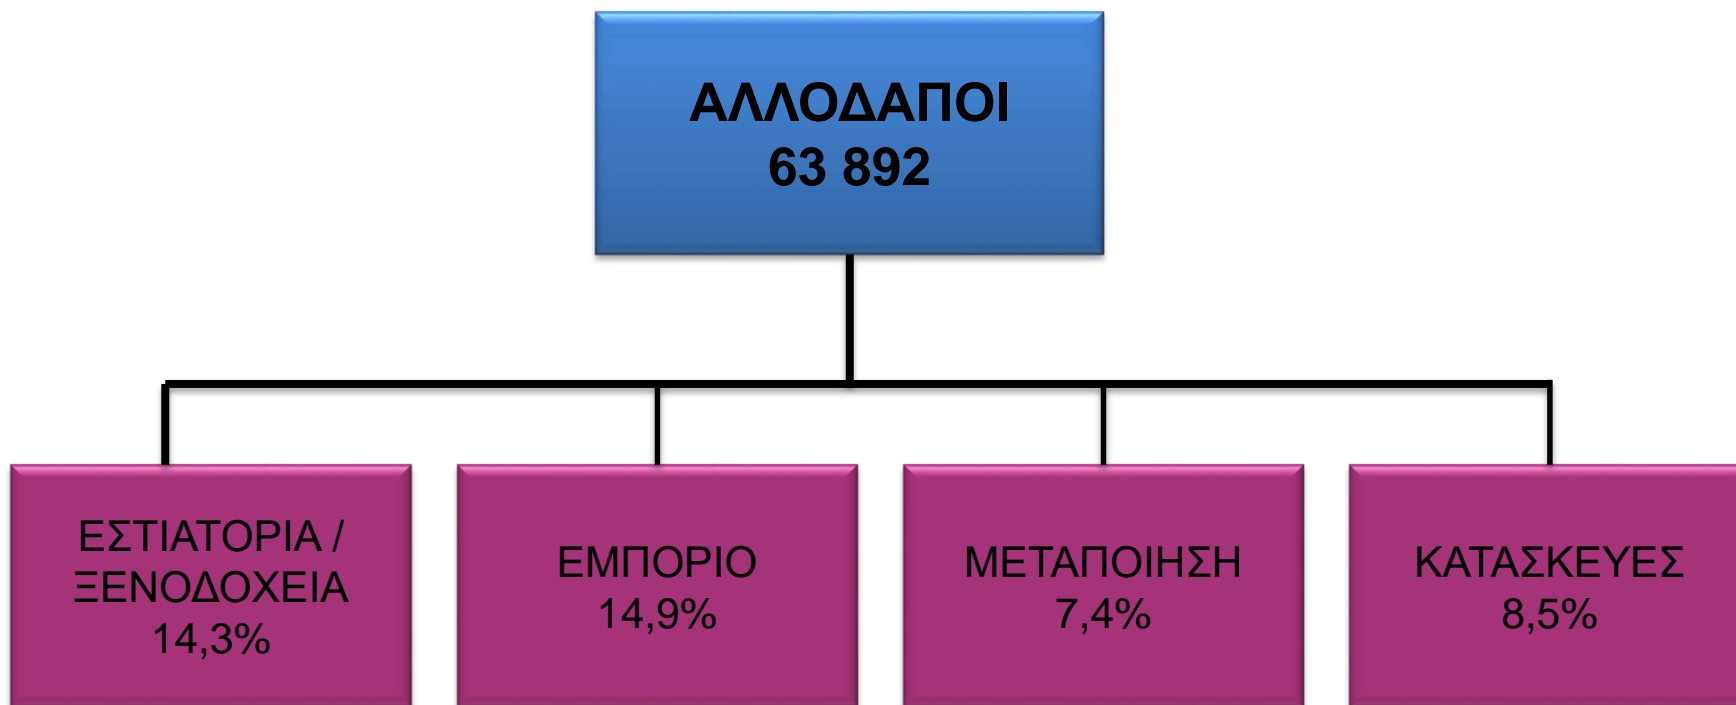 ΑΛΛΟΔΑΠΟΙ
63 892
ΕΣΤΙΑΤΟΡΙΑ /
ΞΕΝΟΔΟΧΕΙΑ
14,3%
ΕΜΠΟΡΙΟ
14,9%
ΜΕΤΑΠΟΙΗΣΗ
7,4%
ΚΑΤΑΣΚΕΥΕΣ
8,5%